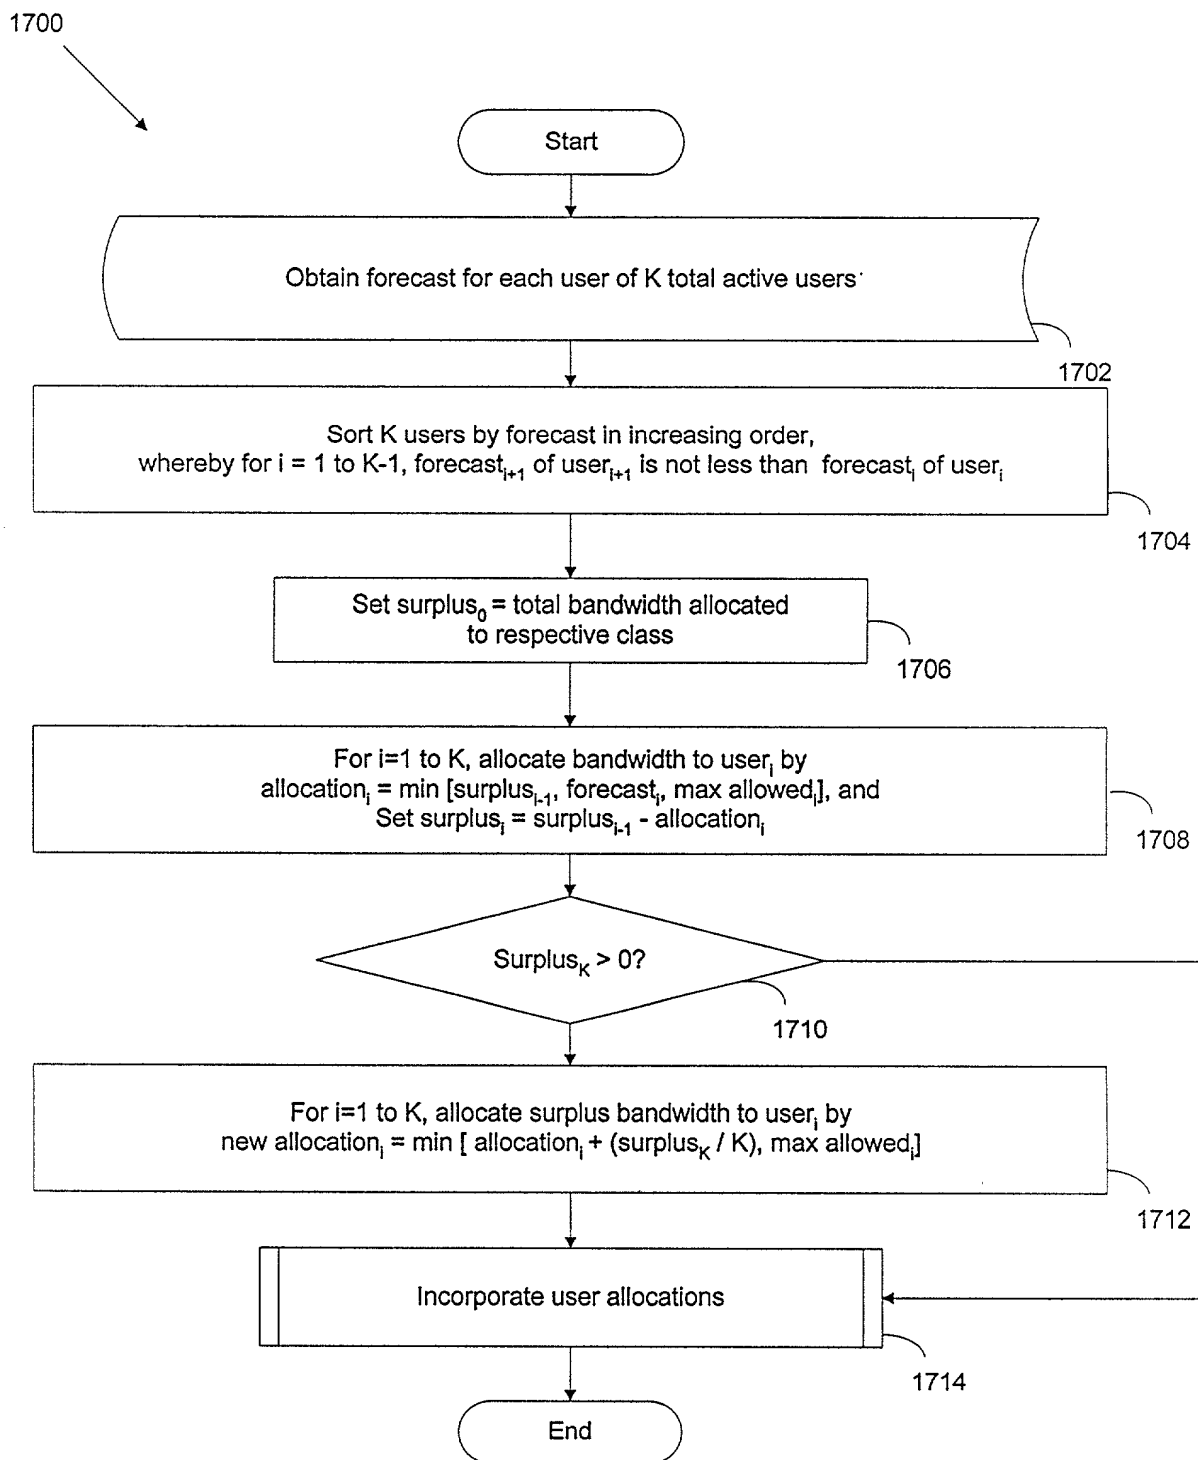 1700
Start
Obtain forecast for each user of K total active users
1702
Sort K users by forecast in increasing order,
whereby for i = 1 to K-1, forecast_{i+1} of user_{i+1} is not less than forecast_i of user_i
1704
Set surplus_0 = total bandwidth allocated
to respective class
1706
For i=1 to K, allocate bandwidth to user_i by
allocation_i = min [surplus_{i-1}, forecast_i, max allowed_i], and
Set surplus_i = surplus_{i-1} - allocation_i
1708
Surplus_K > 0?
1710
For i=1 to K, allocate surplus bandwidth to user_i by
new allocation_i = min [ allocation_i + (surplus_K / K), max allowed_i]
1712
Incorporate user allocations
1714
End